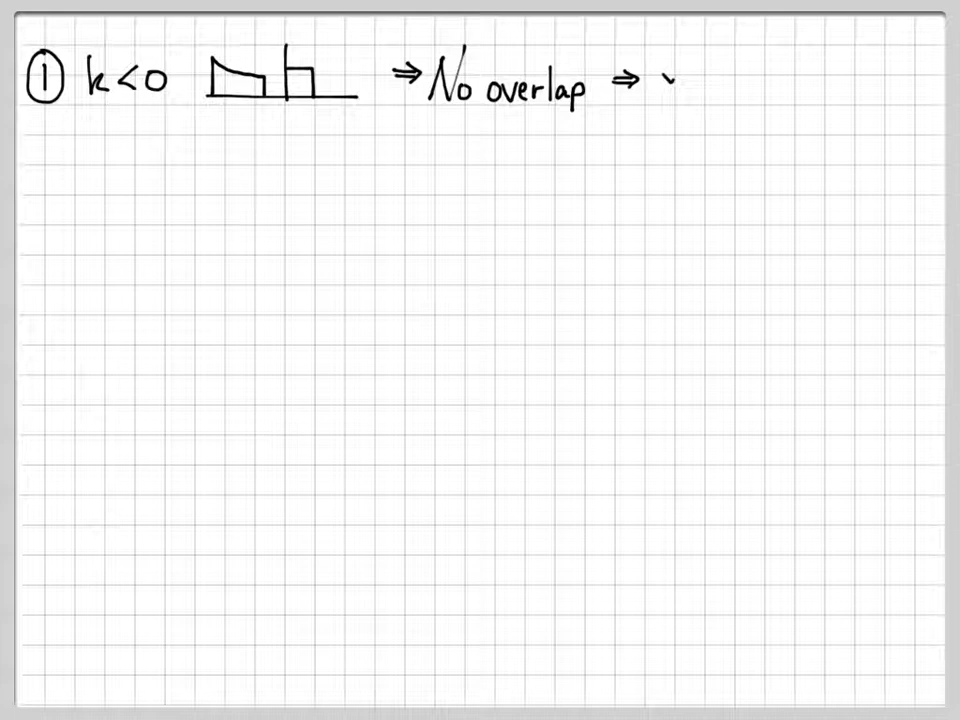 ① k < 0 ⇒ No overlap ⇒